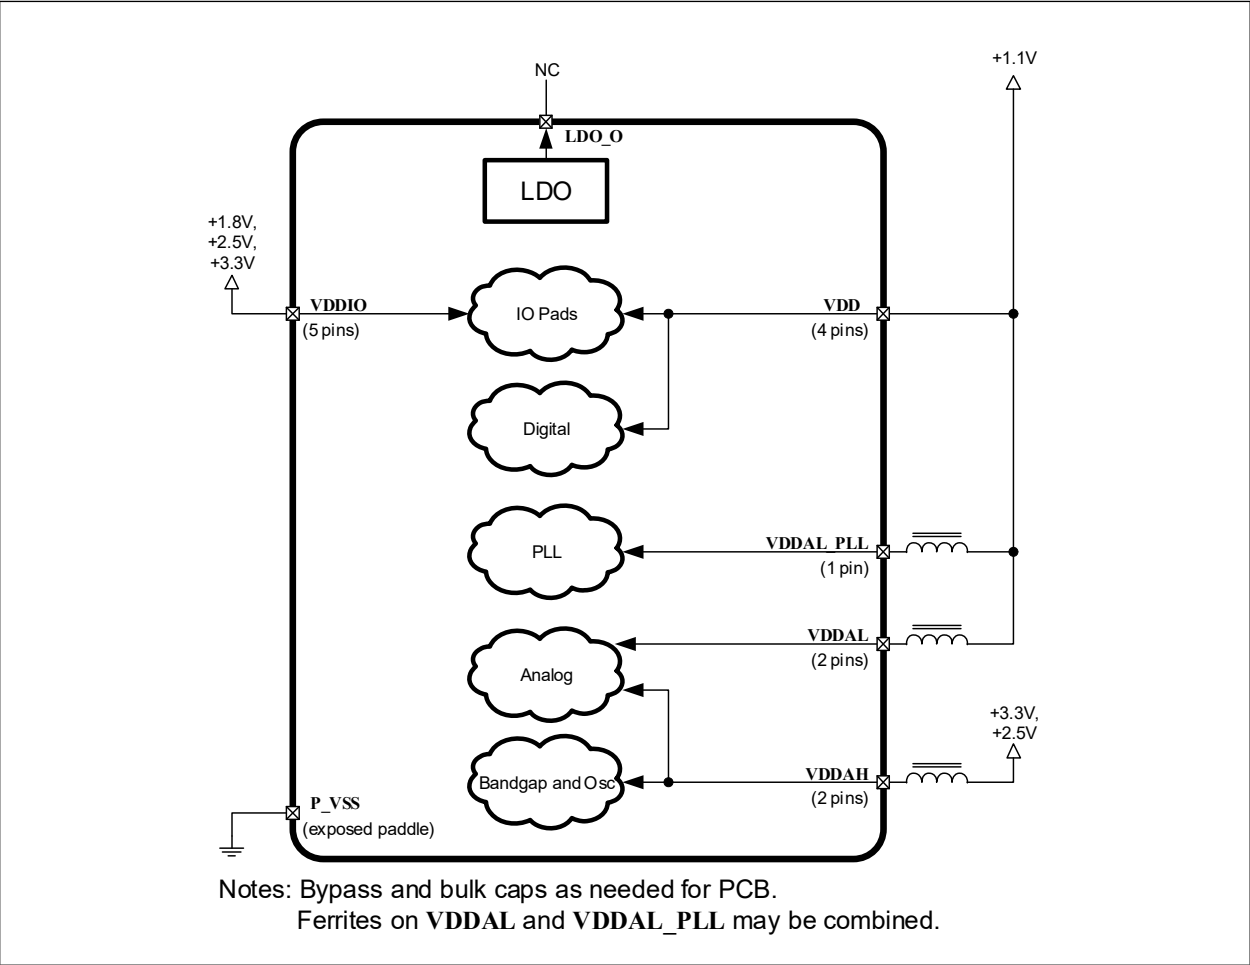 +1.1V
NC
LDO_O
LDO
+1.8V,
+2.5V,
+3.3V
VDDIO
(5 pins)
IO Pads
VDD
(4 pins)
Digital
VDDAL_PLL
(1 pin)
PLL
VDDAL
(2 pins)
Analog
+3.3V,
+2.5V
VDDAH
(2 pins)
Bandgap and Osc
P_VSS
(exposed paddle)
Notes: Bypass and bulk caps as needed for PCB.
Ferrites on VDDAL and VDDAL_PLL may be combined.